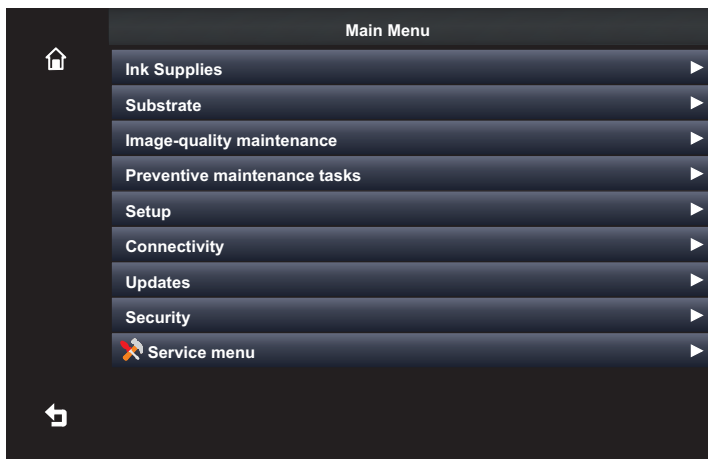 Main Menu
Ink Supplies
Substrate
Image-quality maintenance
Preventive maintenance tasks
Setup
Connectivity
Updates
Security
Service menu